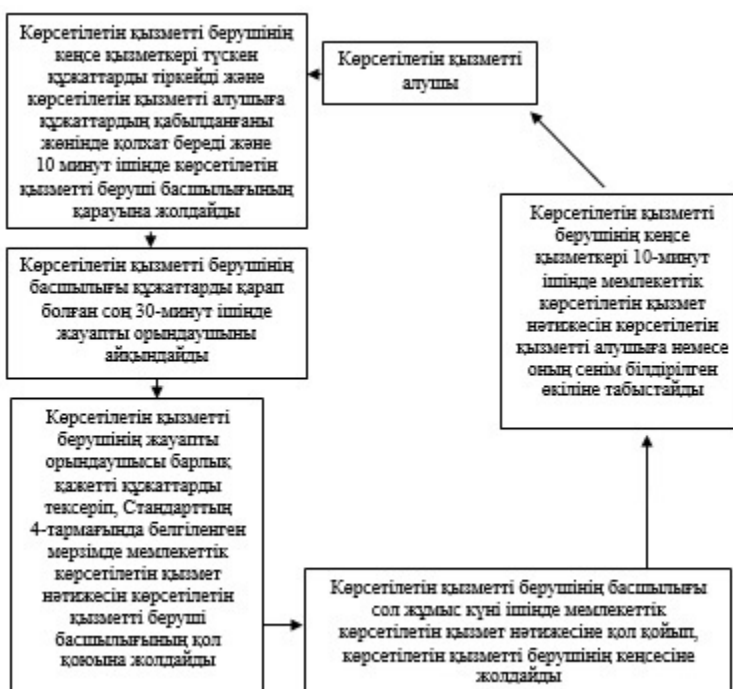 Көрсетілетін қызметті берушінің
кеңсе қызметкері түскен
құжаттарды тіркейді және
көрсетілетін қызметті алушыға
құжаттардың қабылданғаны
жөнінде қолхат береді және
10 минут ішінде көрсетілетін
қызметті беруші басшылығының
қарауына жолдайды
Көрсетілетін қызметті
алушы
Көрсетілетін қызметті берушінің
басшылығы құжаттарды қарап
болған соң 30-минут ішінде
жауапты орындаушыны
айқындайды
Көрсетілетін қызметті
берушінің жауапты
орындаушысы барлық
қажетті құжаттарды
тексеріп, Стандарттың
4-тармағында белгіленген
мерзімде мемлекеттік
көрсетілетін қызмет
нәтижесін көрсетілетін
қызметті беруші
басшылығының қол
қоюына жолдайды
Көрсетілетін қызметті берушінің басшылығы
сол жұмыс күні ішінде мемлекеттік
көрсетілетін қызмет нәтижесіне қол қойып,
көрсетілетін қызметті берушінің кеңсесіне
жолдайды
Көрсетілетін қызметті
берушінің кеңсе
қызметкері 10-минут
ішінде мемлекеттік
көрсетілетін қызмет
нәтижесін көрсетілетін
қызметті алушыға немесе
оның сенім білдірілген
өкіліне табыстайды